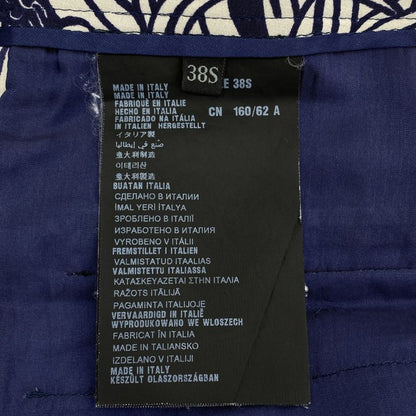 38S
MADE IN ITALY E 38S
MADE IN ITALY
FABRIQUÉ EN ITALIE
HECHO EN ITALIA CN 160/62 A
FABRICADO NA ITÁLIA
IN ITALIEN HERGESTELLT
イタリア製
صنع في إيطاليا
意大利制造
이테리산
意大利製造
BUATAN ITALIA
СДЕЛАНО В ИТАЛИИ
İMAL YERİ İTALYA
ЗРОБЛЕНО В ІТАЛІЇ
ИЗРАБОТЕНО В ИТАЛИЯ
VYROBENO V ITÁLII
FREMSTILLET I ITALIEN
VALMISTATUD ITAALIAS
VALMISTETTU ITALIASSA
ΚΑΤΑΣΚΕΥΑΖΕΤΑΙ ΣΤΗΝ ΙΤΑΛΙΑ
RAŽOTS ITĀLIJĀ
PAGAMINTA ITALIJOJE
VERVAARDIGD IN ITALIË
WYPRODUKOWANO WE WLOSZECH
FABRICAT ÎN ITALIA
MADE IN TALIANSKO
IZDELANO V ITALIJI
MADE IN ITALY
KÉSZÜLT OLASZORSZÁGBAN